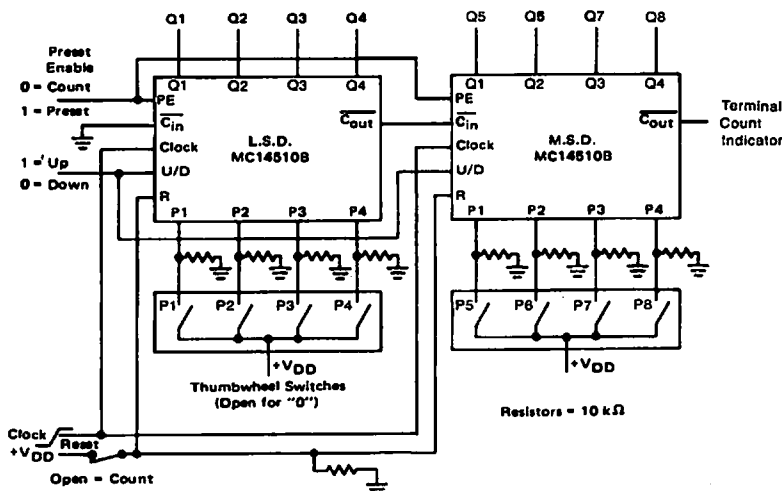 Q1 Q2 Q3 Q4 Q5 Q6 Q7 Q8
Preset
Enable
0 = Count
1 = Preset
Q1 Q2 Q3 Q4
PE
Cin
Cout
Clock
L.S.D.
MC14510B
U/D
R
P1 P2 P3 P4
1 = Up
0 = Down
Q1 Q2 Q3 Q4
PE
Cin
Cout
Clock
M.S.D.
MC14510B
U/D
R
P1 P2 P3 P4
Terminal
Count
Indicator
P1 P2 P3 P4
+VDD
Thumbwheel Switches
(Open for "0")
P5 P6 P7 P8
+VDD
Resistors = 10 kΩ
Clock
Reset
+VDD
Open = Count